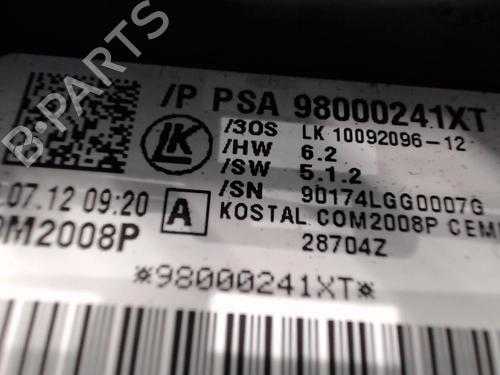 /P PSA 98000241XT
/3OS LK 10092096-12
/HW 6.2
/SW 5.1.2
/SN 90174LGG0007G
.07.12 09:20 A KOSTAL COM2008P CEM
OM2008P 28704Z
*98000241XT*
LK
B-PARTS